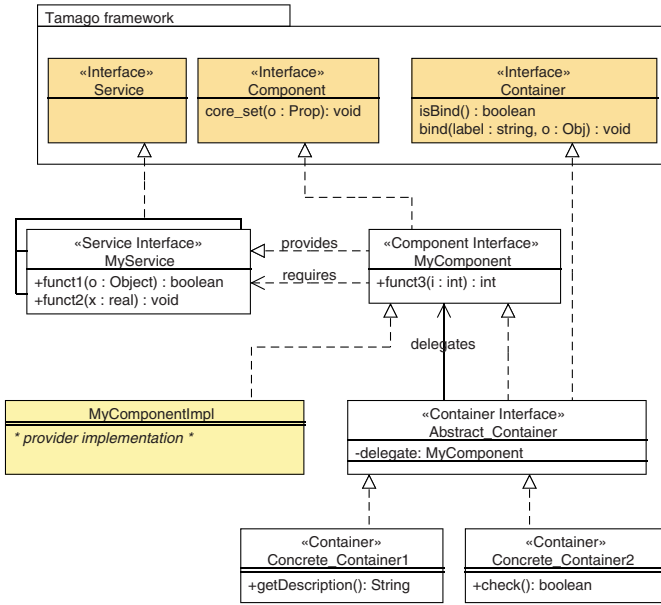 Tamago framework
«Interface»
Service
«Interface»
Component
core_set(o : Prop): void
«Interface»
Container
isBind() : boolean
bind(label : string, o : Obj) : void
«Service Interface»
MyService
+funct1(o : Object) : boolean
+funct2(x : real) : void
provides
requires
«Component Interface»
MyComponent
+funct3(i : int) : int
delegates
MyComponentImpl
* provider implementation *
«Container Interface»
Abstract_Container
-delegate: MyComponent
«Container»
Concrete_Container1
+getDescription(): String
«Container»
Concrete_Container2
+check(): boolean